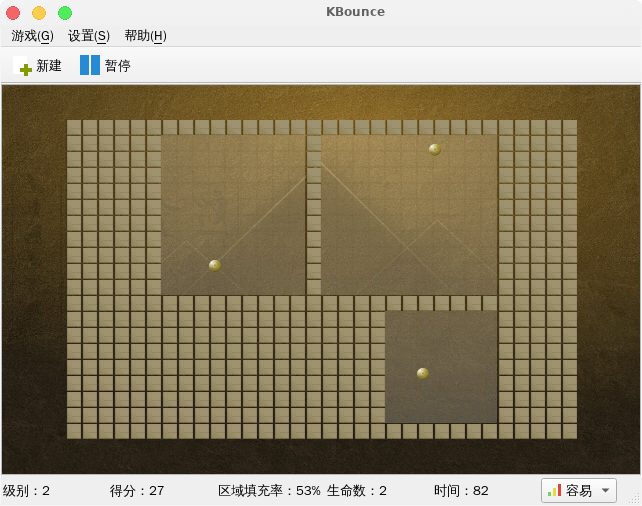 KBounce
游戏(G) 设置(S) 帮助(H)
新建 暂停
级别：2 得分：27 区域填充率：53% 生命数：2 时间：82 容易